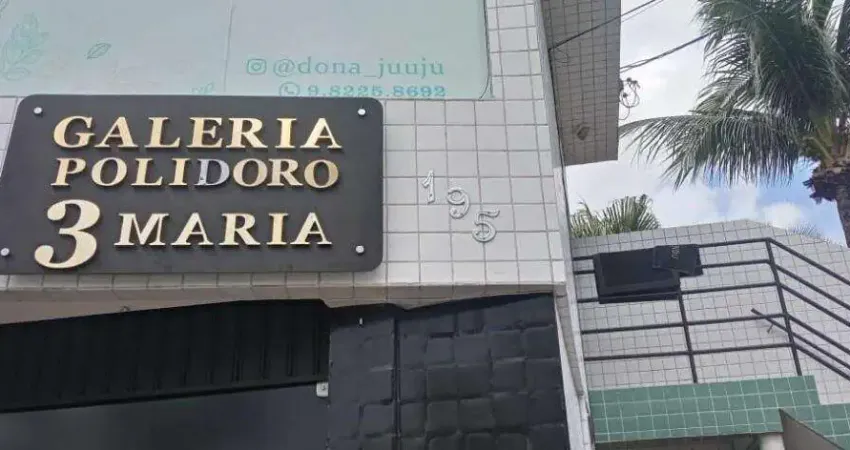 @dona_juuju
9.8225.8692
GALERIA
POLIDORO
3 MARIA
195